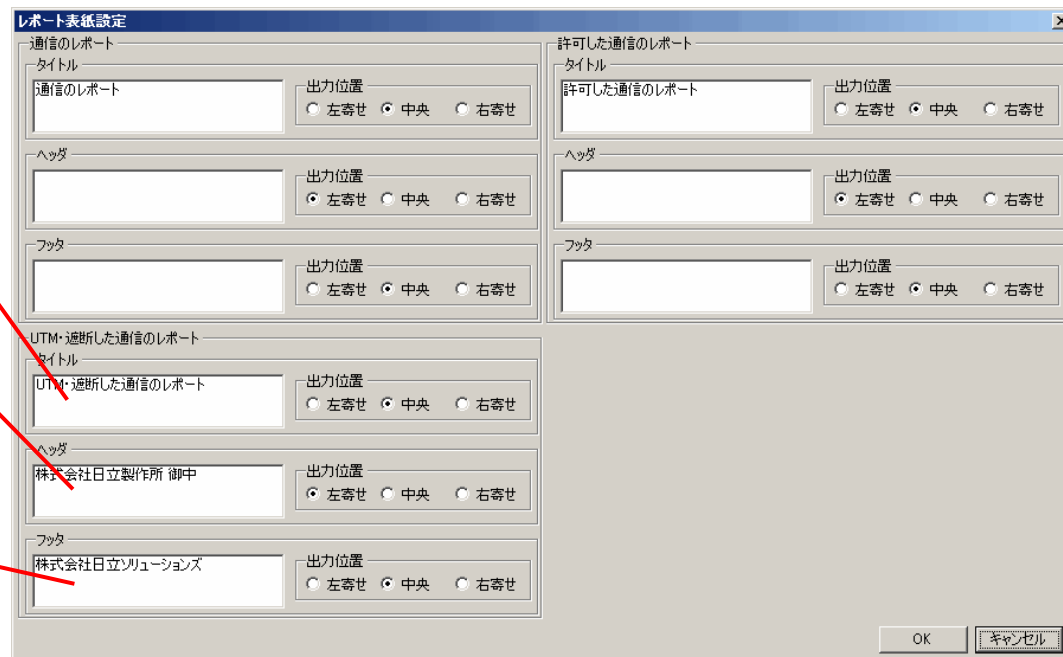 レポート表紙設定
通信のレポート
タイトル
通信のレポート
出力位置
左寄せ 中央 右寄せ
ヘッダ
出力位置
左寄せ 中央 右寄せ
フッタ
出力位置
左寄せ 中央 右寄せ
許可した通信のレポート
タイトル
許可した通信のレポート
出力位置
左寄せ 中央 右寄せ
ヘッダ
出力位置
左寄せ 中央 右寄せ
フッタ
出力位置
左寄せ 中央 右寄せ
UTM・遮断した通信のレポート
タイトル
UTM・遮断した通信のレポート
出力位置
左寄せ 中央 右寄せ
ヘッダ
株式会社日立製作所 御中
出力位置
左寄せ 中央 右寄せ
フッタ
株式会社日立ソリューションズ
出力位置
左寄せ 中央 右寄せ
OK キャンセル